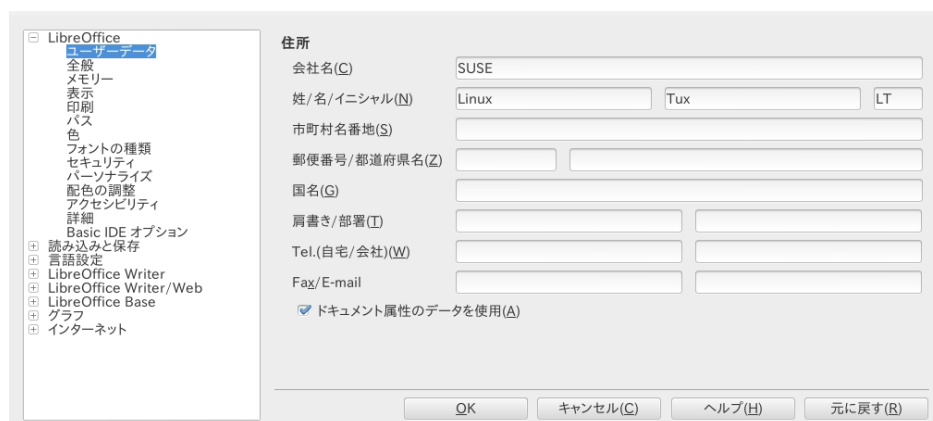 LibreOffice
ユーザーデータ
全般
メモリー
表示
印刷
パス
色
フォントの種類
セキュリティ
パーソナライズ
配色の調整
アクセシビリティ
詳細
Basic IDE オプション
読み込みと保存
言語設定
LibreOffice Writer
LibreOffice Writer/Web
LibreOffice Base
グラフ
インターネット
住所
会社名(C) SUSE
姓/名/イニシャル(N) Linux Tux LT
市町村名番地(S)
郵便番号/都道府県名(Z)
国名(G)
肩書き/部署(T)
Tel.(自宅/会社)(W)
Fax/E-mail
ドキュメント属性のデータを使用(A)
OK キャンセル(C) ヘルプ(H) 元に戻す(R)